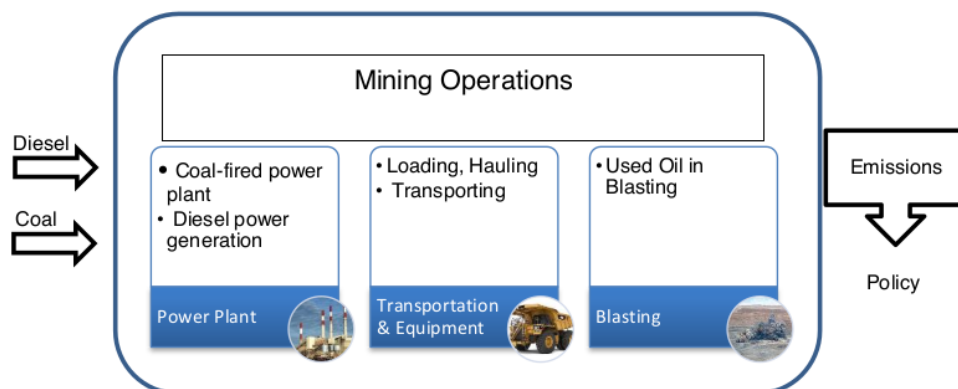 Mining Operations
Diesel
Coal
• Coal-fired power
plant
• Diesel power
generation
Power Plant
• Loading, Hauling
• Transporting
Transportation
& Equipment
• Used Oil in
Blasting
Blasting
Emissions
Policy